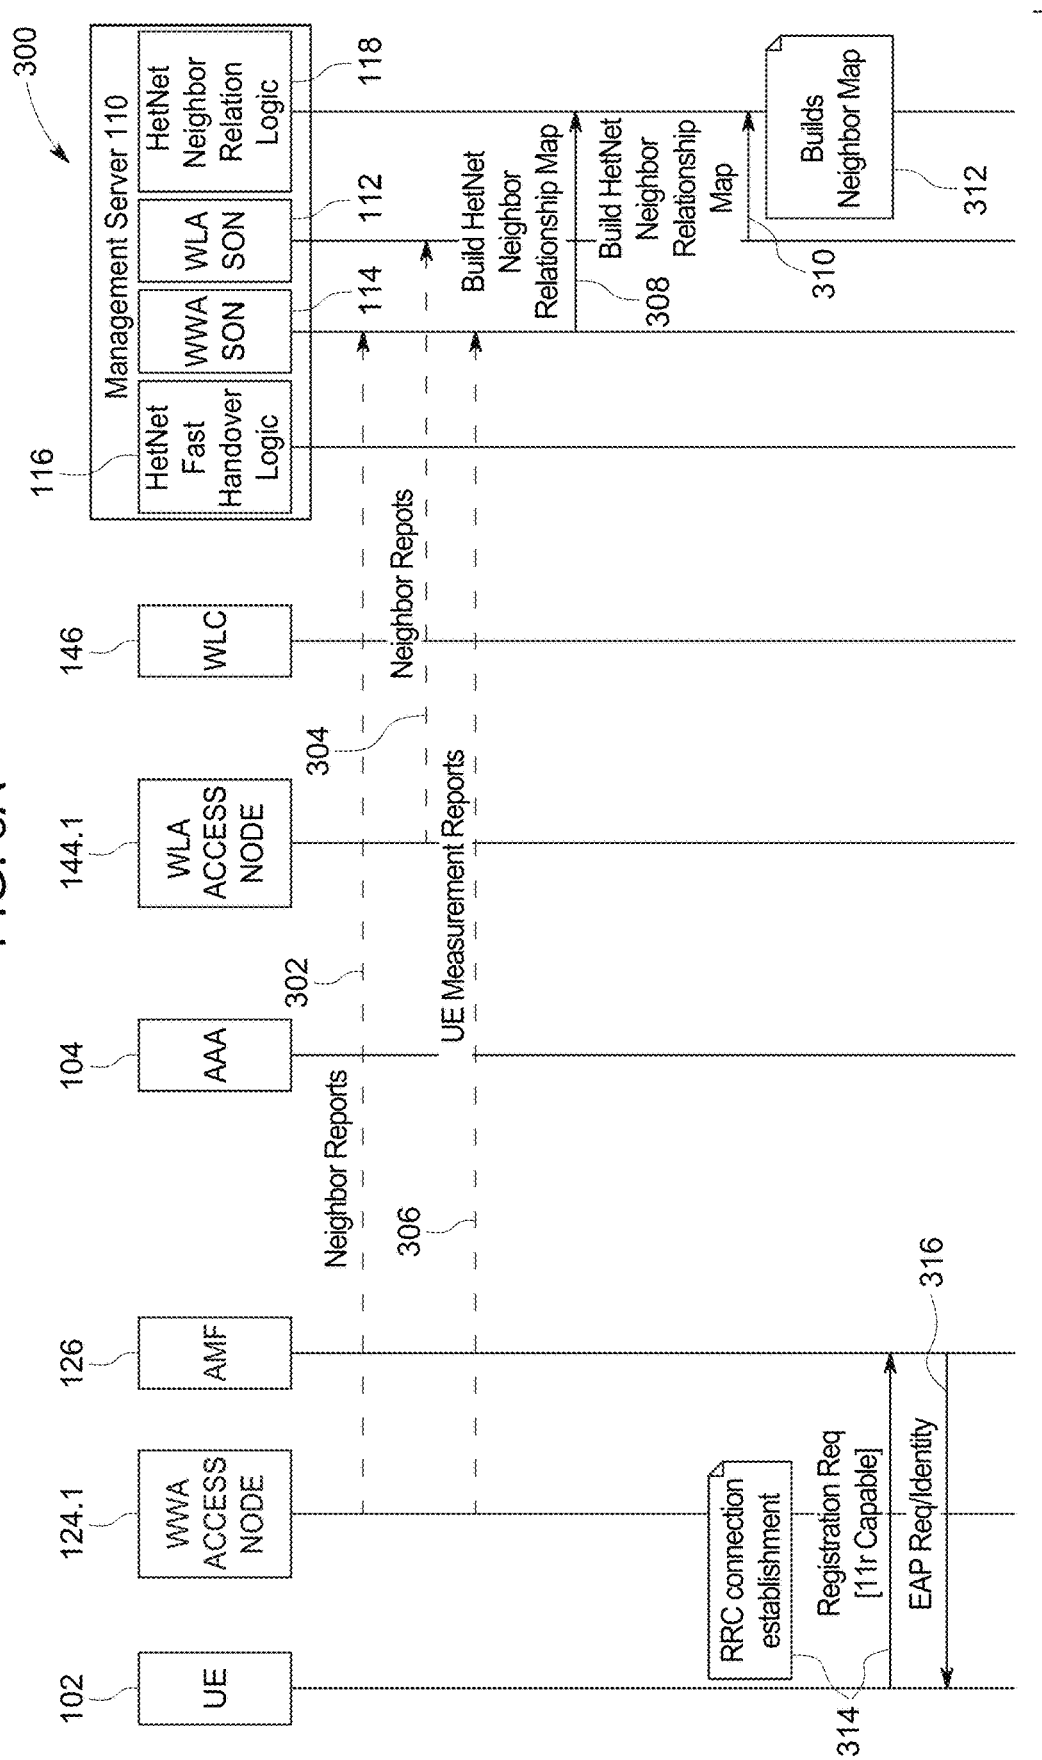 300
Management Server 110
116
HetNet
Fast
Handover
Logic
WWA
SON
114
WLA
SON
112
HetNet
Neighbor
Relation
Logic
118
102
UE
124.1
WWA
ACCESS
NODE
126
AMF
104
AAA
144.1
WLA
ACCESS
NODE
146
WLC
Neighbor Reports
302
304
Neighbor Repots
306
UE Measurement Reports
Build HetNet
Neighbor
Relationship Map
308
Build HetNet
Neighbor
Relationship
Map
310
Builds
Neighbor Map
312
RRC connection
establishment
314
Registration Req
[11r Capable]
EAP Req/Identity
316